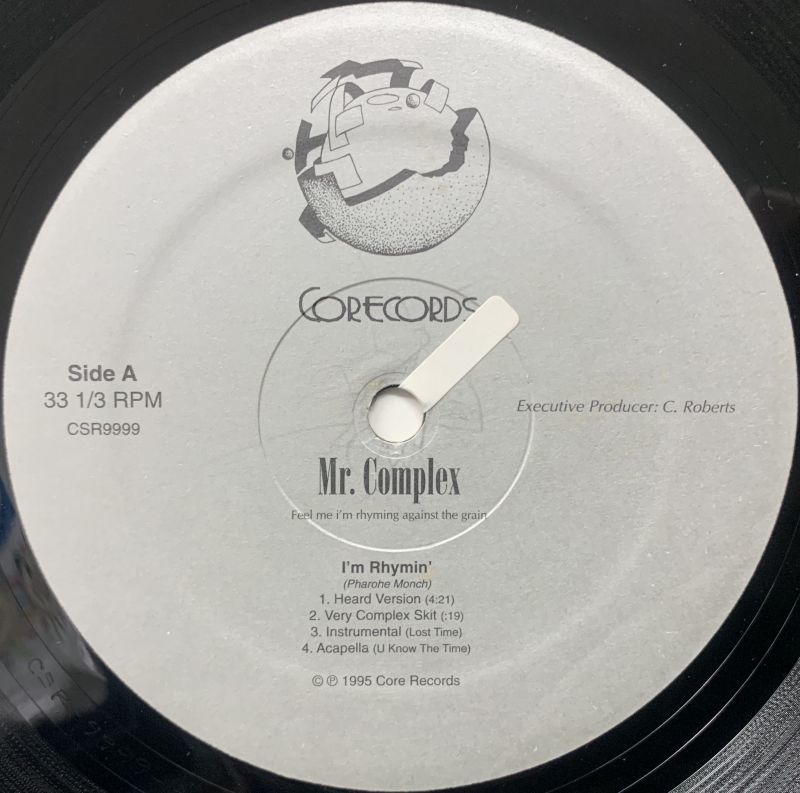 CORECORDS
Side A
33 1/3 RPM
CSR9999
Executive Producer: C. Roberts
Mr. Complex
Feel me i'm rhyming against the grain
I'm Rhymin'
(Pharohe Monch)
1. Heard Version (4:21)
2. Very Complex Skit (:19)
3. Instrumental (Lost Time)
4. Acapella (U Know The Time)
© ℗ 1995 Core Records